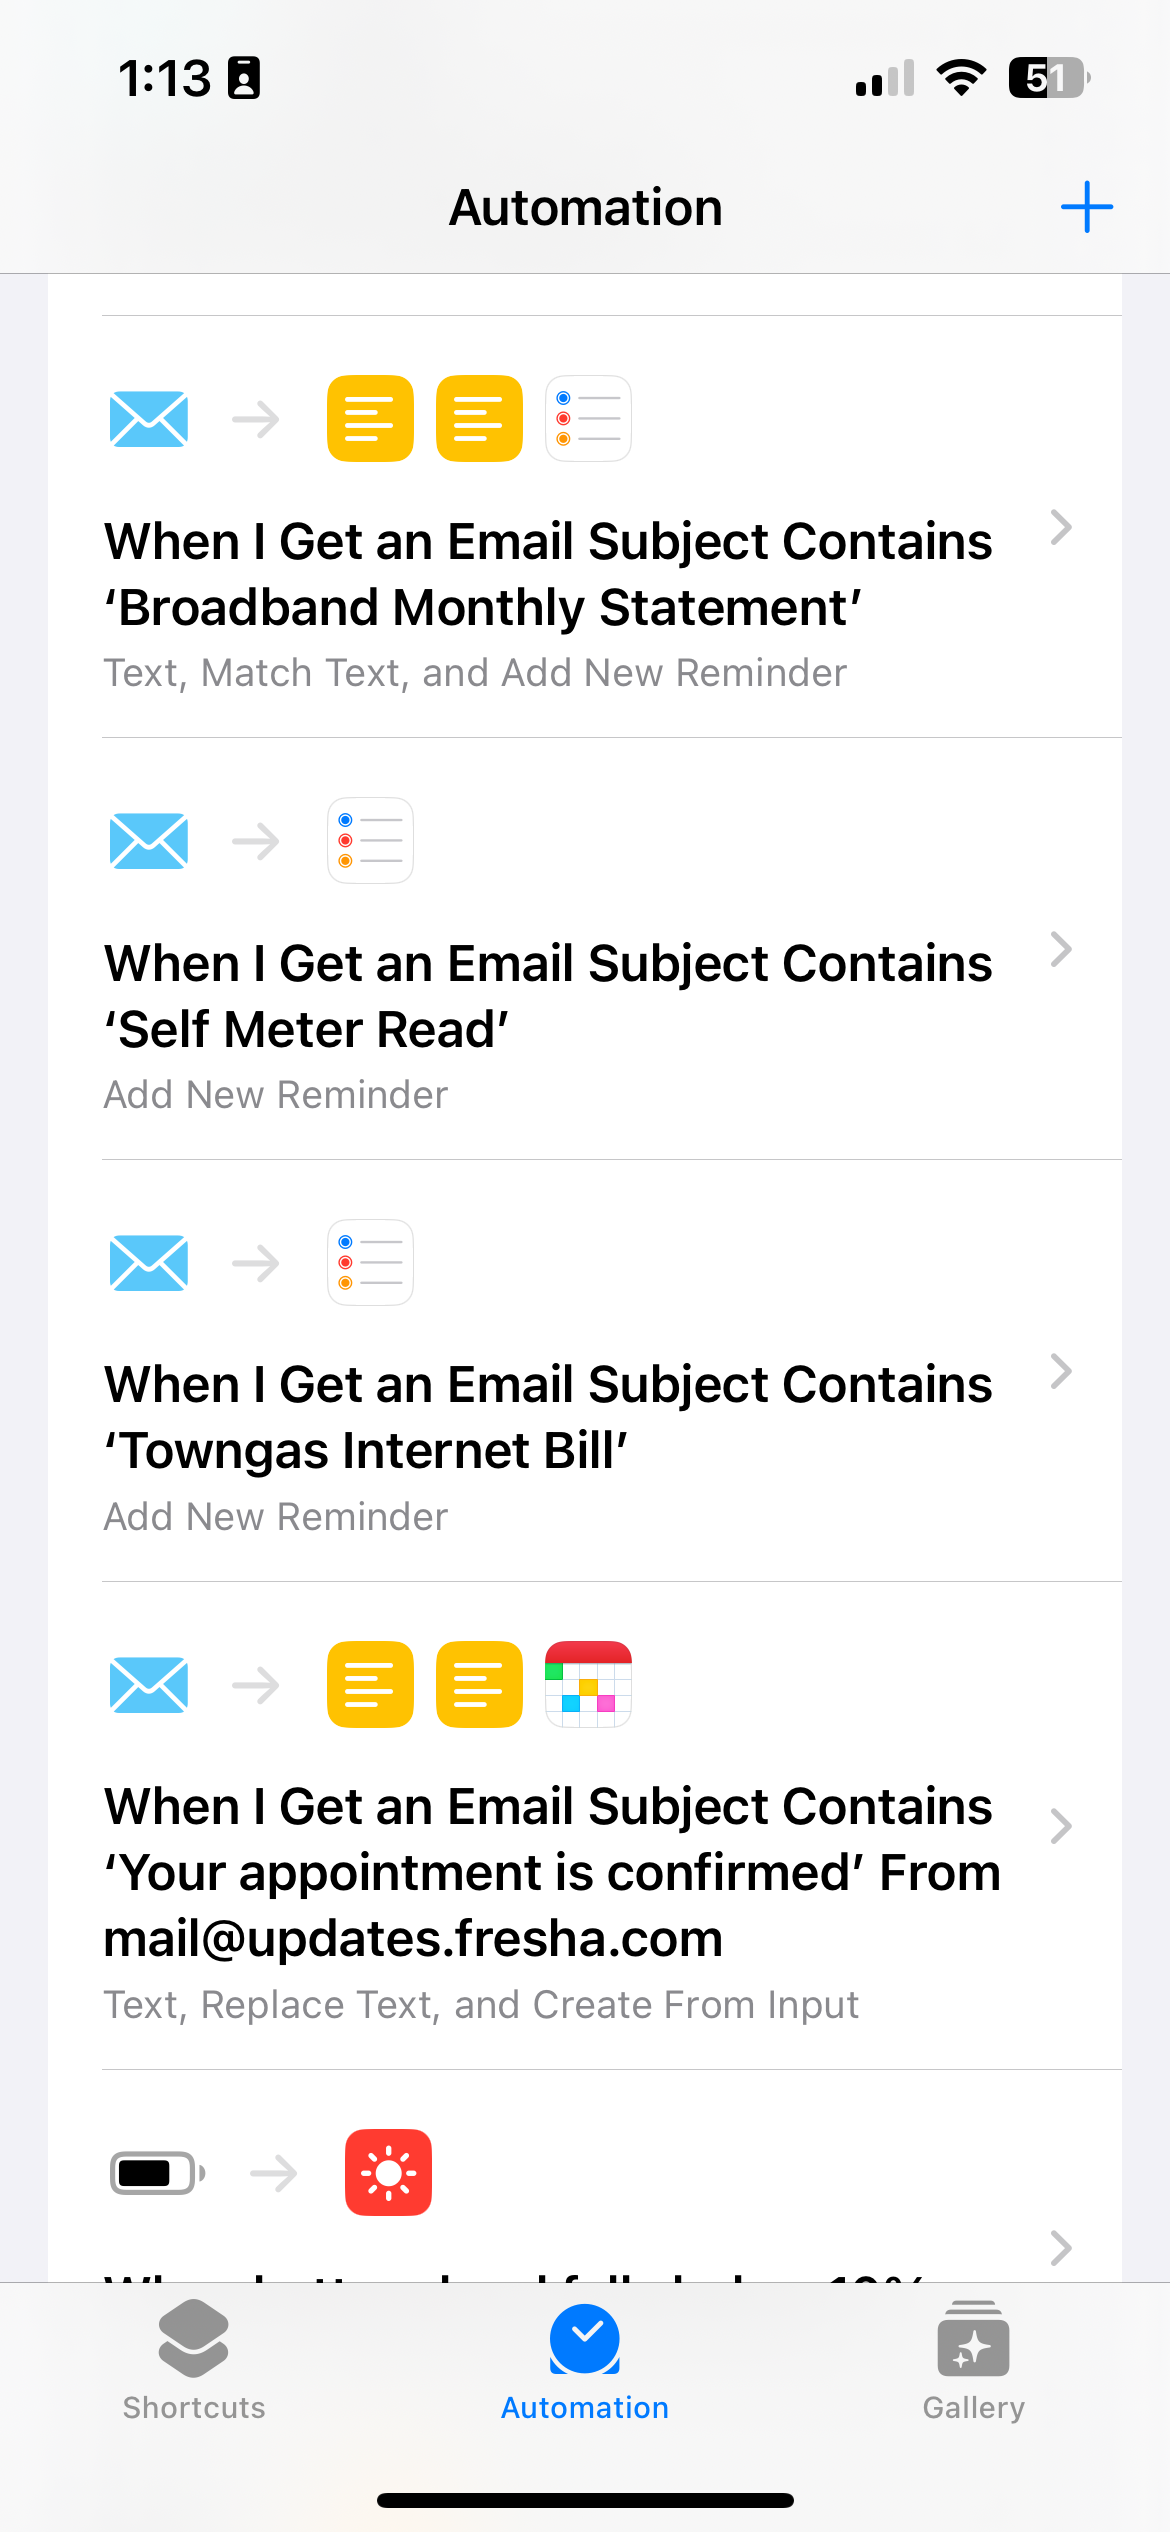 1:13
51
Automation
When I Get an Email Subject Contains
‘Broadband Monthly Statement’
Text, Match Text, and Add New Reminder
When I Get an Email Subject Contains
‘Self Meter Read’
Add New Reminder
When I Get an Email Subject Contains
‘Towngas Internet Bill’
Add New Reminder
When I Get an Email Subject Contains
‘Your appointment is confirmed’ From
mail@updates.fresha.com
Text, Replace Text, and Create From Input
Shortcuts
Automation
Gallery